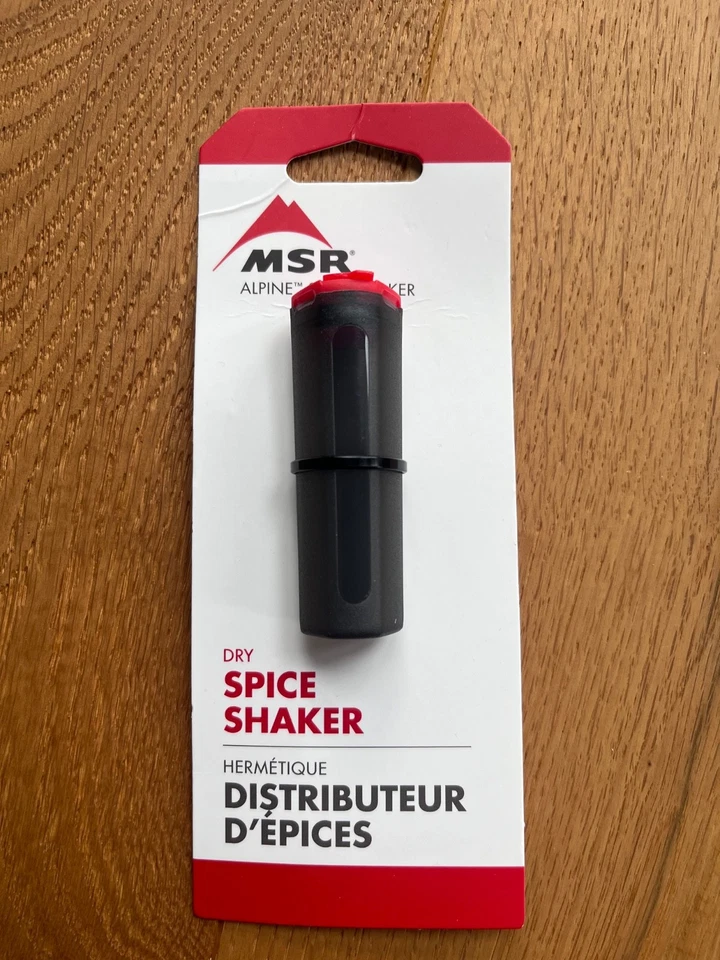 MSR®
ALPINE™
DRY
SPICE
SHAKER
HERMÉTIQUE
DISTRIBUTEUR
D'ÉPICES